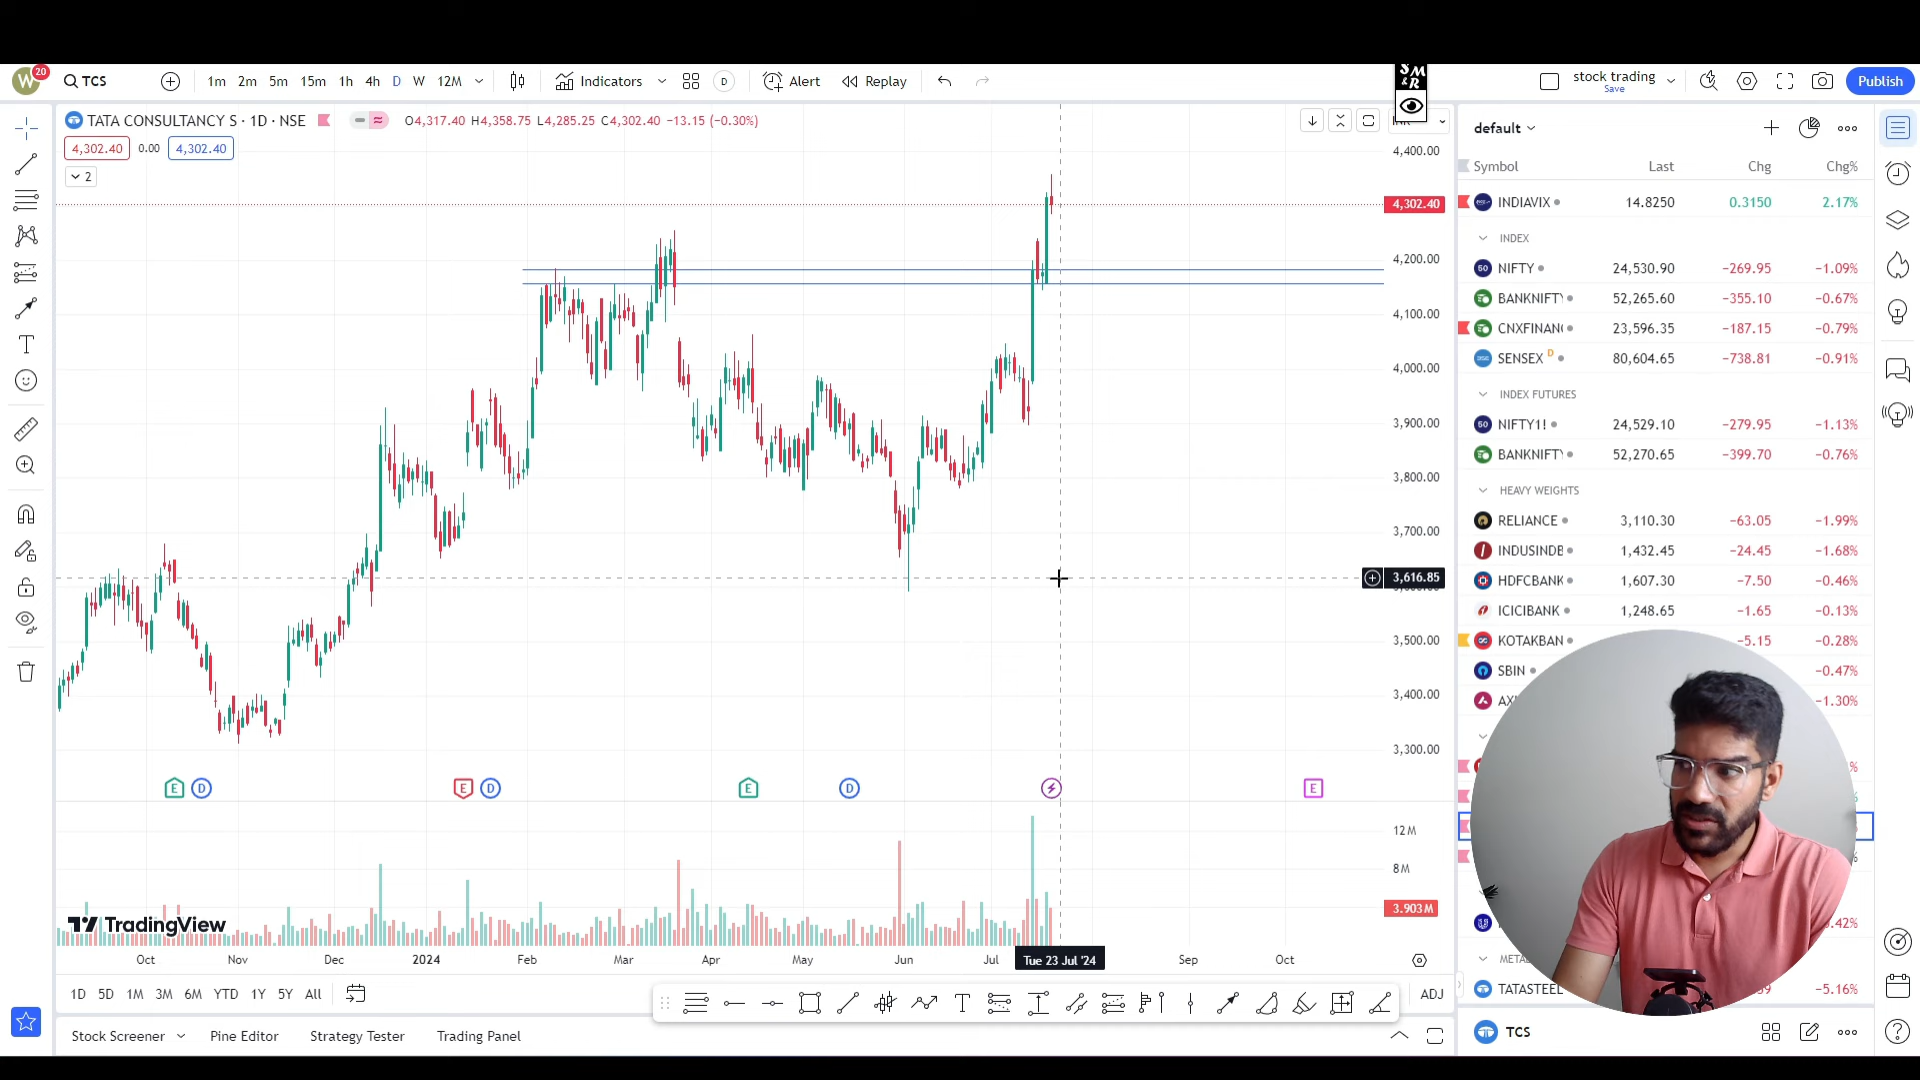 W 20 TCS 1m 2m 5m 15m 1h 4h D W 12M Indicators D Alert Replay
SM
&R
stock trading
Save
Publish
TATA CONSULTANCY S · 1D · NSE O4,317.40 H4,358.75 L4,285.25 C4,302.40 −13.15 (−0.30%)
4,302.40 0.00 4,302.40
2
4,400.00
4,302.40
4,200.00
4,100.00
4,000.00
3,900.00
3,800.00
3,700.00
3,616.85
3,500.00
3,400.00
3,300.00
E D E D E D E
12M
8M
3.903M
TradingView
Oct Nov Dec 2024 Feb Mar Apr May Jun Jul Tue 23 Jul '24 Sep Oct
1D 5D 1M 3M 6M YTD 1Y 5Y All
ADJ
Stock Screener Pine Editor Strategy Tester Trading Panel
default
Symbol Last Chg Chg%
INDIAVIX 14.8250 0.3150 2.17%
INDEX
50 NIFTY 24,530.90 −269.95 −1.09%
BANKNIFTY 52,265.60 −355.10 −0.67%
CNXFINAN 23,596.35 −187.15 −0.79%
SENSEX D 80,604.65 −738.81 −0.91%
INDEX FUTURES
50 NIFTY1! 24,529.10 −279.95 −1.13%
BANKNIFTY 52,270.65 −399.70 −0.76%
HEAVY WEIGHTS
RELIANCE 3,110.30 −63.05 −1.99%
INDUSINDB 1,432.45 −24.45 −1.68%
HDFCBANK 1,607.30 −7.50 −0.46%
ICICIBANK 1,248.65 −1.65 −0.13%
KOTAKBAN −5.15 −0.28%
SBIN −0.47%
AX −1.30%
META
TATASTEEL −5.16%
TCS